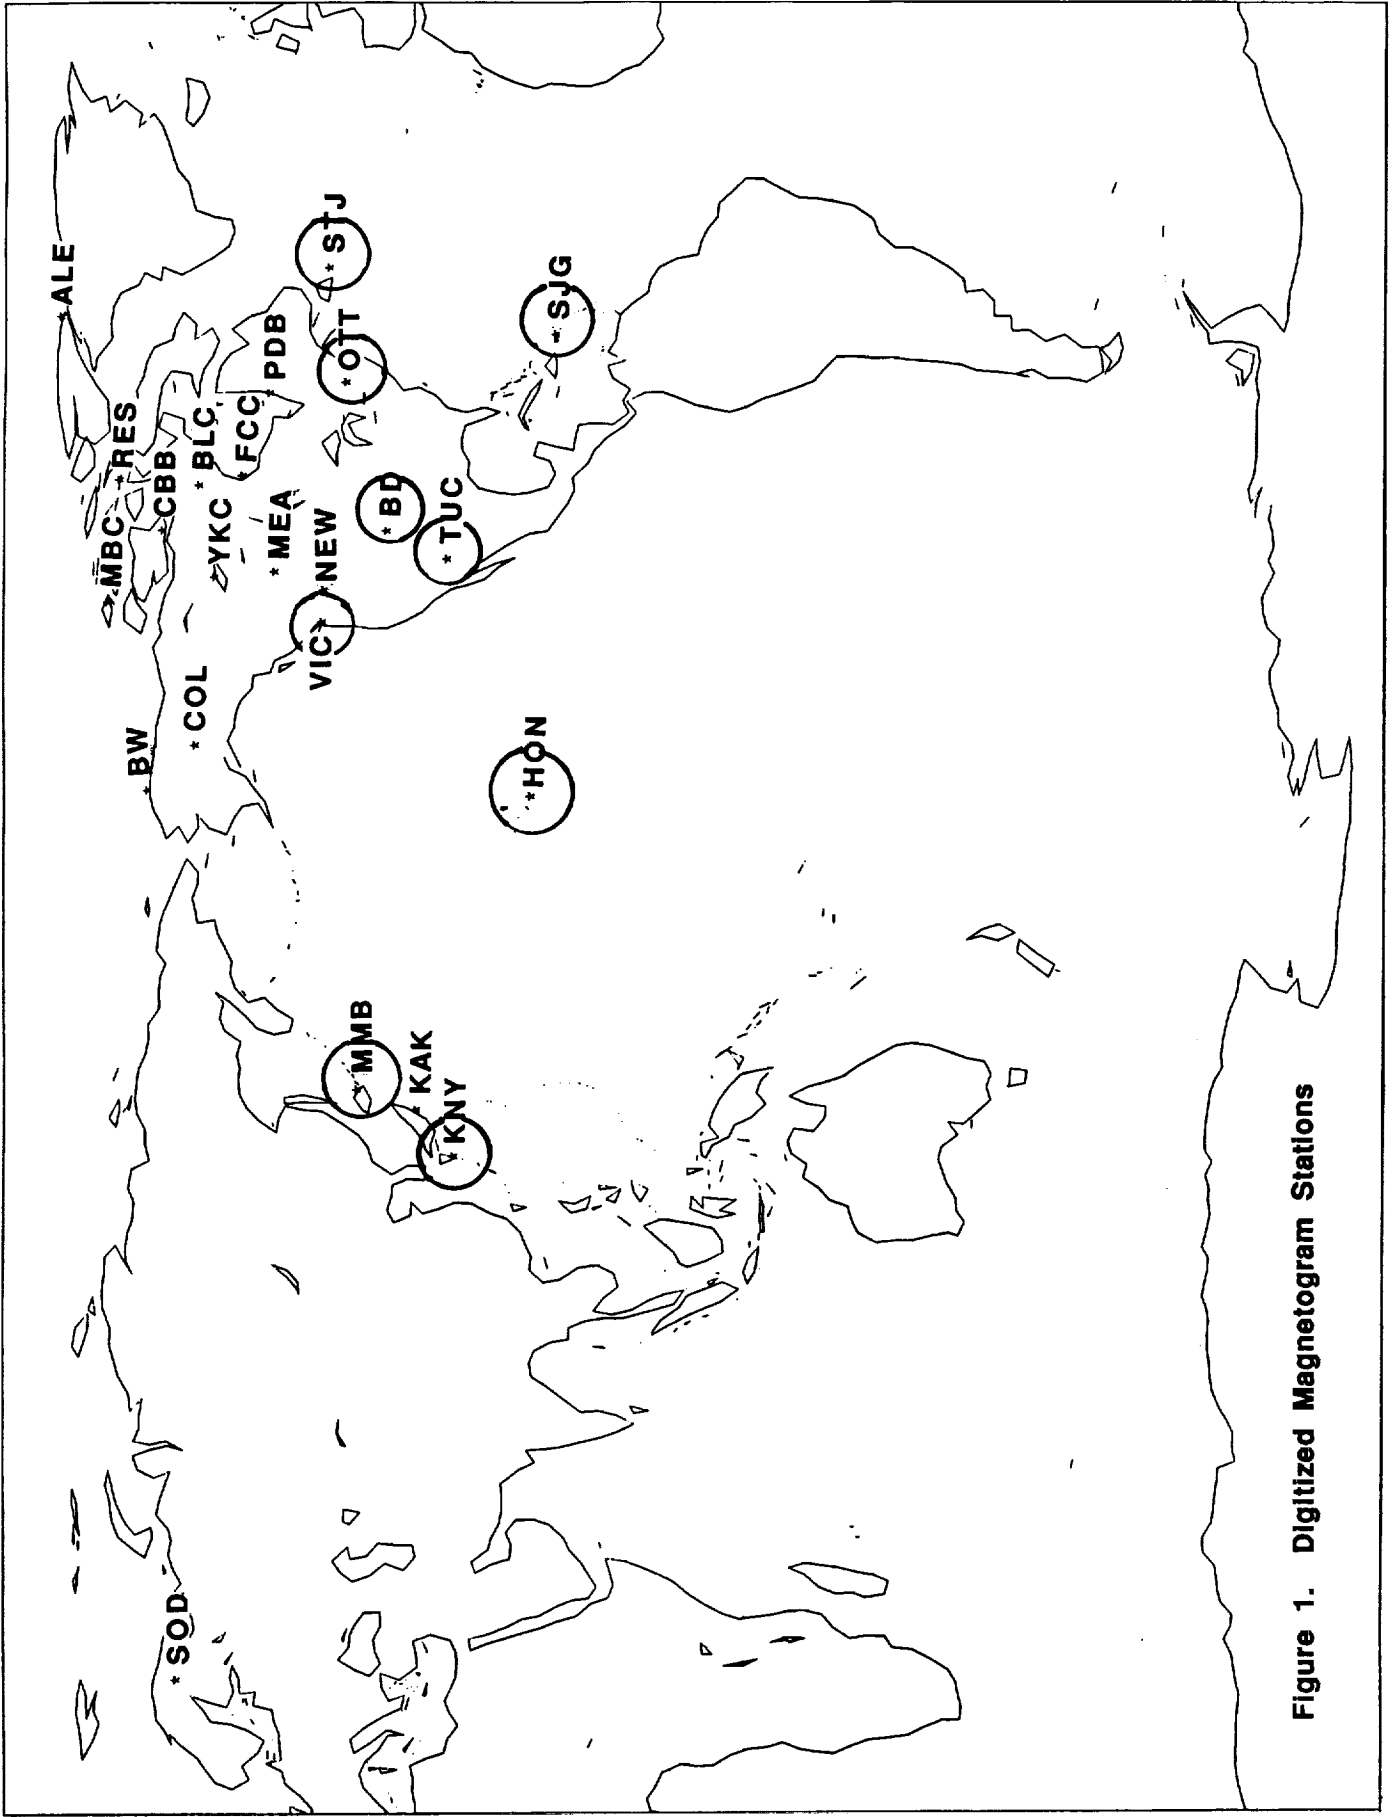 ALE
MBC
RES
BW
CBB
SOD
COL
BLC
YKC
FCC
MEA
PDB
VIC
NEW
STJ
OTT
MMB
BD
KAK
KNY
TUC
HON
SJG
Figure 1. Digitized Magnetogram Stations